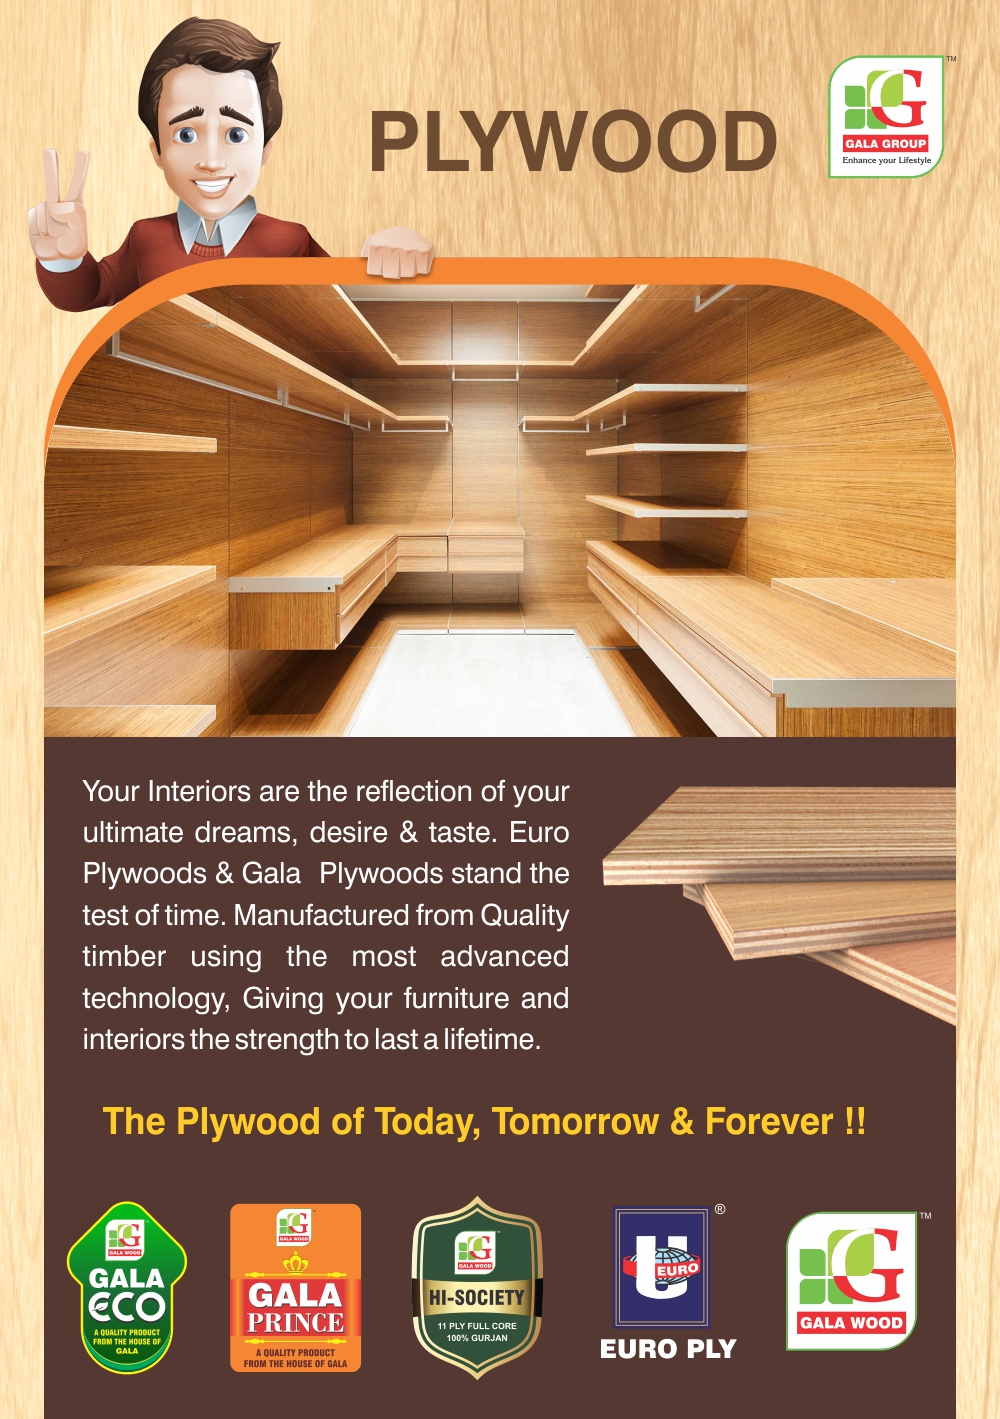 PLYWOOD
TM
G
GALA GROUP
Enhance your Lifestyle
Your Interiors are the reflection of your
ultimate dreams, desire & taste. Euro
Plywoods & Gala Plywoods stand the
test of time. Manufactured from Quality
timber using the most advanced
technology, Giving your furniture and
interiors the strength to last a lifetime.
The Plywood of Today, Tomorrow & Forever !!
G
GALA WOOD
GALA
ECO
A QUALITY PRODUCT
FROM THE HOUSE OF
GALA
G
GALA WOOD
GALA
PRINCE
A QUALITY PRODUCT
FROM THE HOUSE OF GALA
G
GALA WOOD
HI-SOCIETY
11 PLY FULL CORE
100% GURJAN
®
U
EURO
EURO PLY
TM
G
GALA WOOD